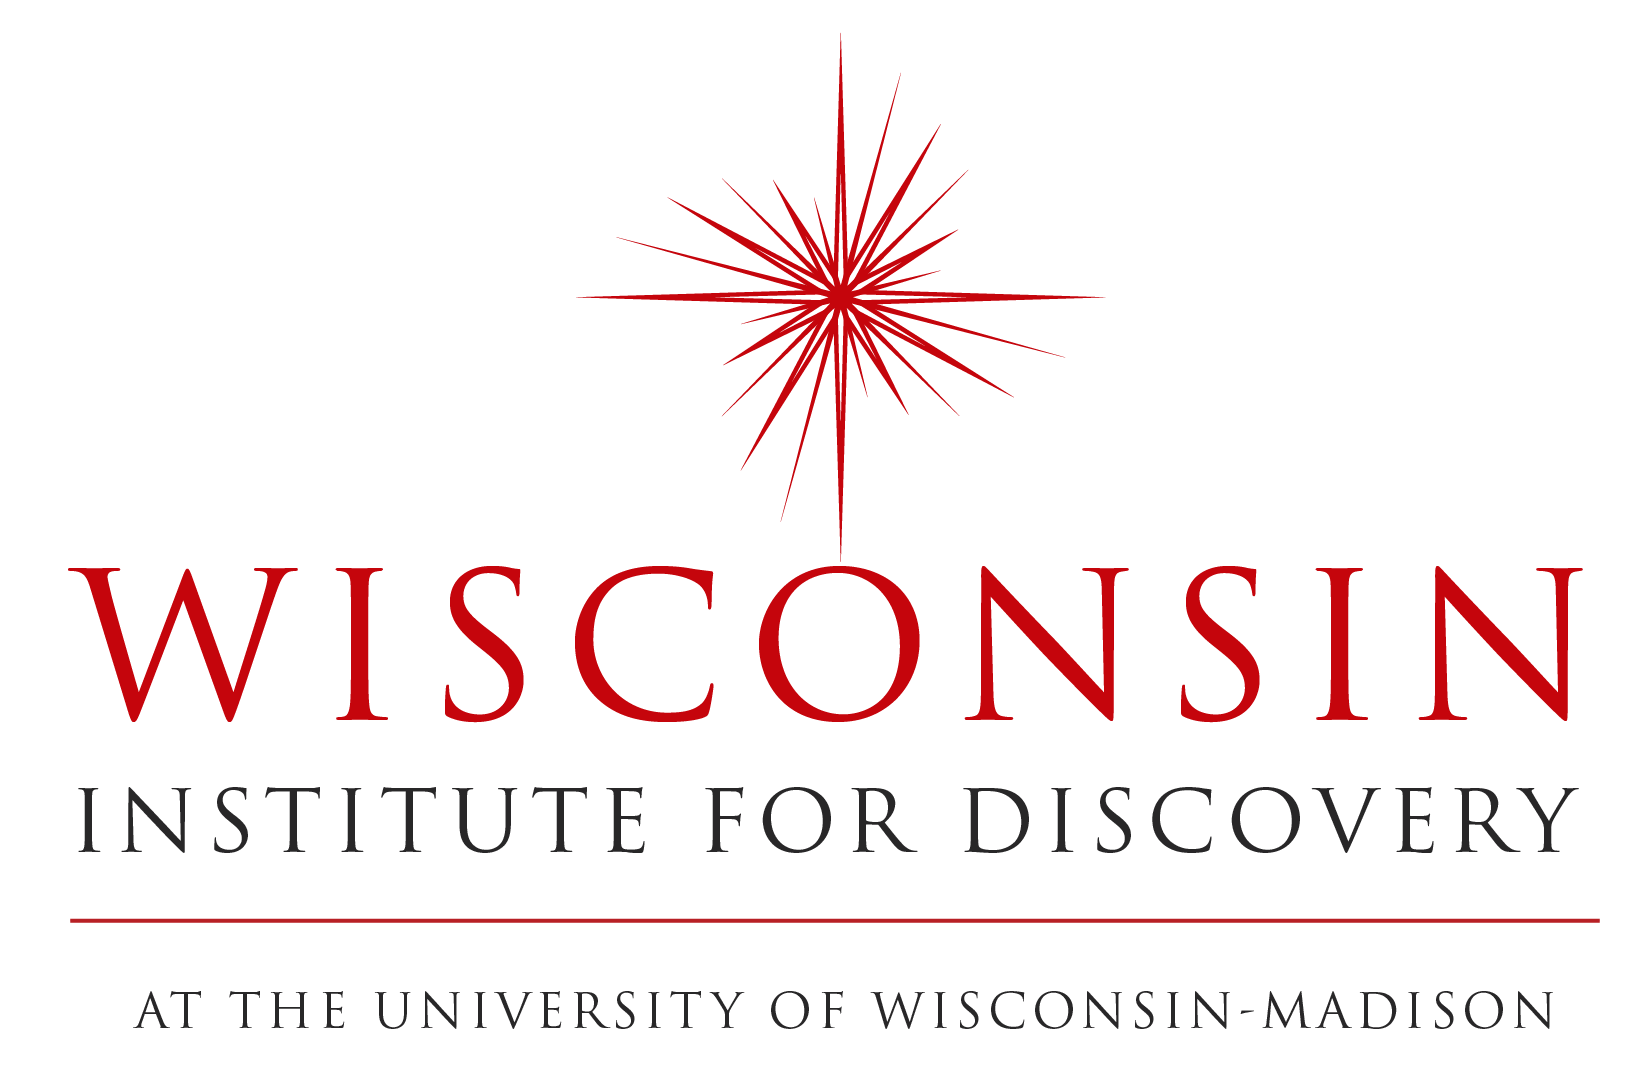 WISCONSIN
INSTITUTE FOR DISCOVERY
AT THE UNIVERSITY OF WISCONSIN-MADISON